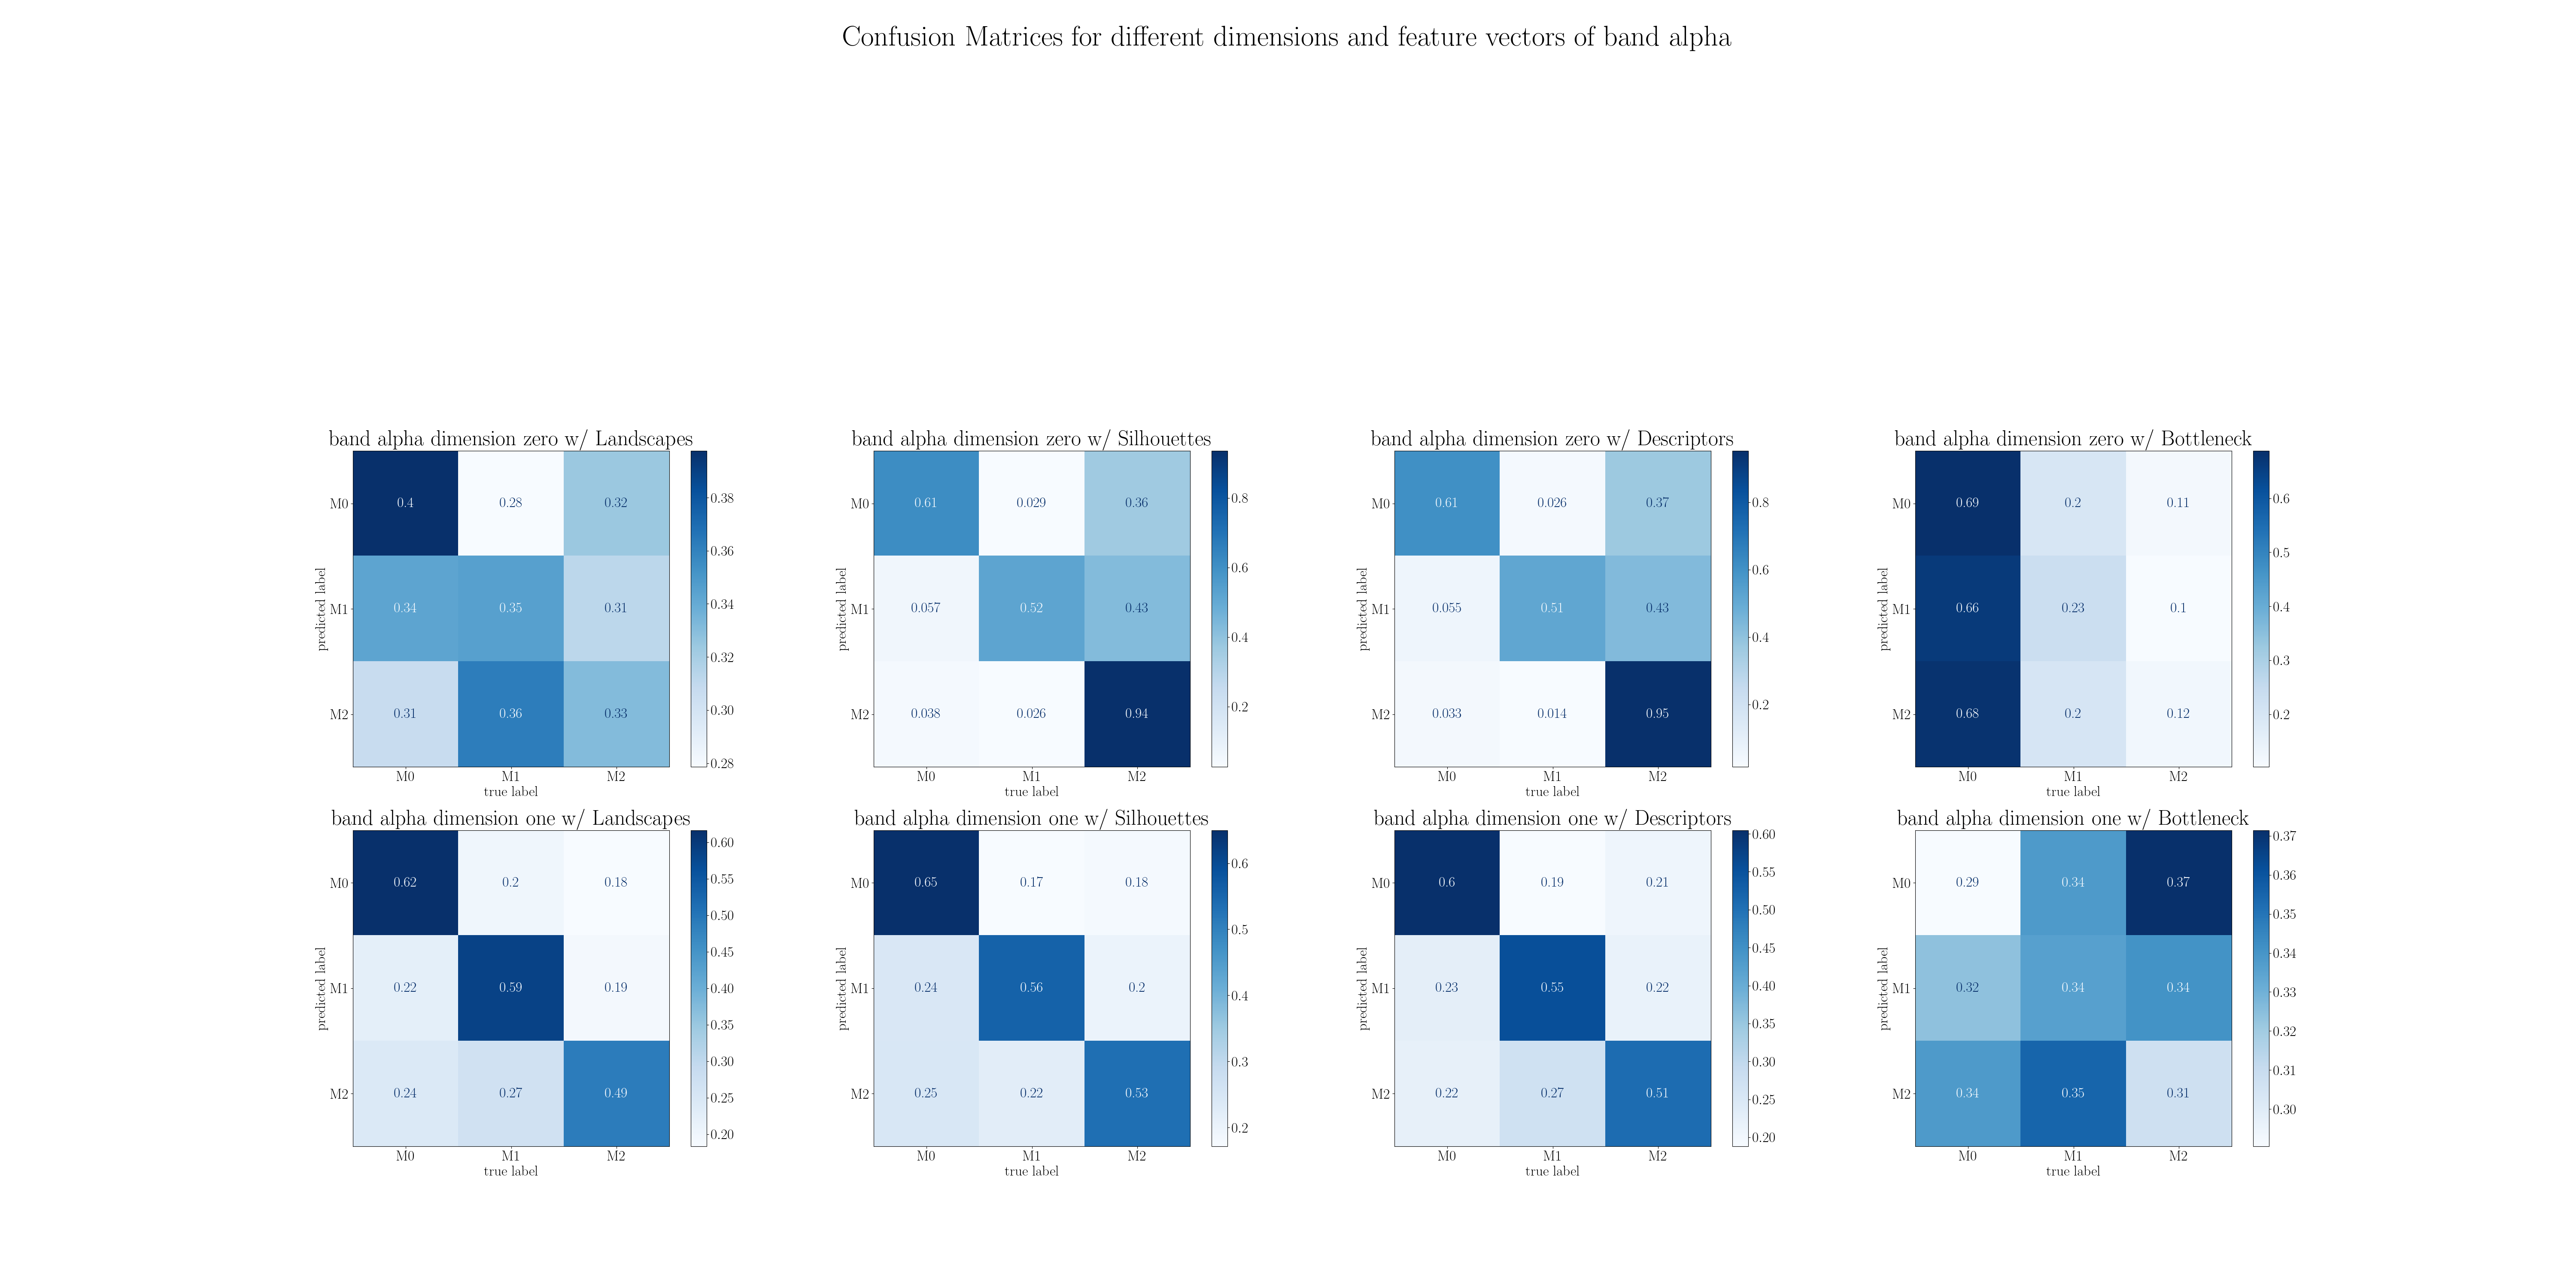 Confusion Matrices for different dimensions and feature vectors of band alpha
band alpha dimension zero w/ Landscapes
predicted label
M0 0.4 0.28 0.32
M1 0.34 0.35 0.31
M2 0.31 0.36 0.33
M0 M1 M2
true label
0.38
0.36
0.34
0.32
0.30
0.28
band alpha dimension zero w/ Silhouettes
predicted label
M0 0.61 0.029 0.36
M1 0.057 0.52 0.43
M2 0.038 0.026 0.94
M0 M1 M2
true label
0.8
0.6
0.4
0.2
band alpha dimension zero w/ Descriptors
predicted label
M0 0.61 0.026 0.37
M1 0.055 0.51 0.43
M2 0.033 0.014 0.95
M0 M1 M2
true label
0.8
0.6
0.4
0.2
band alpha dimension zero w/ Bottleneck
predicted label
M0 0.69 0.2 0.11
M1 0.66 0.23 0.1
M2 0.68 0.2 0.12
M0 M1 M2
true label
0.6
0.5
0.4
0.3
0.2
band alpha dimension one w/ Landscapes
predicted label
M0 0.62 0.2 0.18
M1 0.22 0.59 0.19
M2 0.24 0.27 0.49
M0 M1 M2
true label
0.60
0.55
0.50
0.45
0.40
0.35
0.30
0.25
0.20
band alpha dimension one w/ Silhouettes
predicted label
M0 0.65 0.17 0.18
M1 0.24 0.56 0.2
M2 0.25 0.22 0.53
M0 M1 M2
true label
0.6
0.5
0.4
0.3
0.2
band alpha dimension one w/ Descriptors
predicted label
M0 0.6 0.19 0.21
M1 0.23 0.55 0.22
M2 0.22 0.27 0.51
M0 M1 M2
true label
0.60
0.55
0.50
0.45
0.40
0.35
0.30
0.25
0.20
band alpha dimension one w/ Bottleneck
predicted label
M0 0.29 0.34 0.37
M1 0.32 0.34 0.34
M2 0.34 0.35 0.31
M0 M1 M2
true label
0.37
0.36
0.35
0.34
0.33
0.32
0.31
0.30